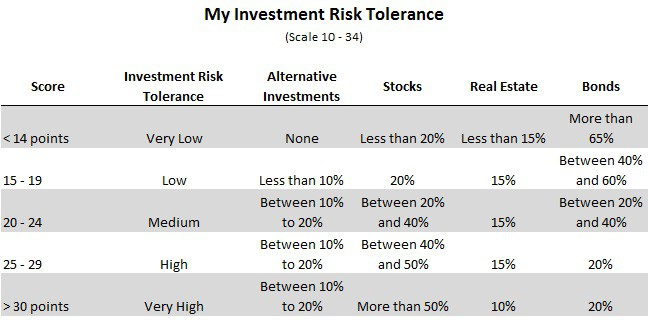 My Investment Risk Tolerance
(Scale 10 - 34)
Score Investment Risk Tolerance Alternative Investments Stocks Real Estate Bonds
< 14 points Very Low None Less than 20% Less than 15% More than 65%
15 - 19 Low Less than 10% 20% 15% Between 40% and 60%
20 - 24 Medium Between 10% to 20% Between 20% and 40% 15% Between 20% and 40%
25 - 29 High Between 10% to 20% Between 40% and 50% 15% 20%
> 30 points Very High Between 10% to 20% More than 50% 10% 20%